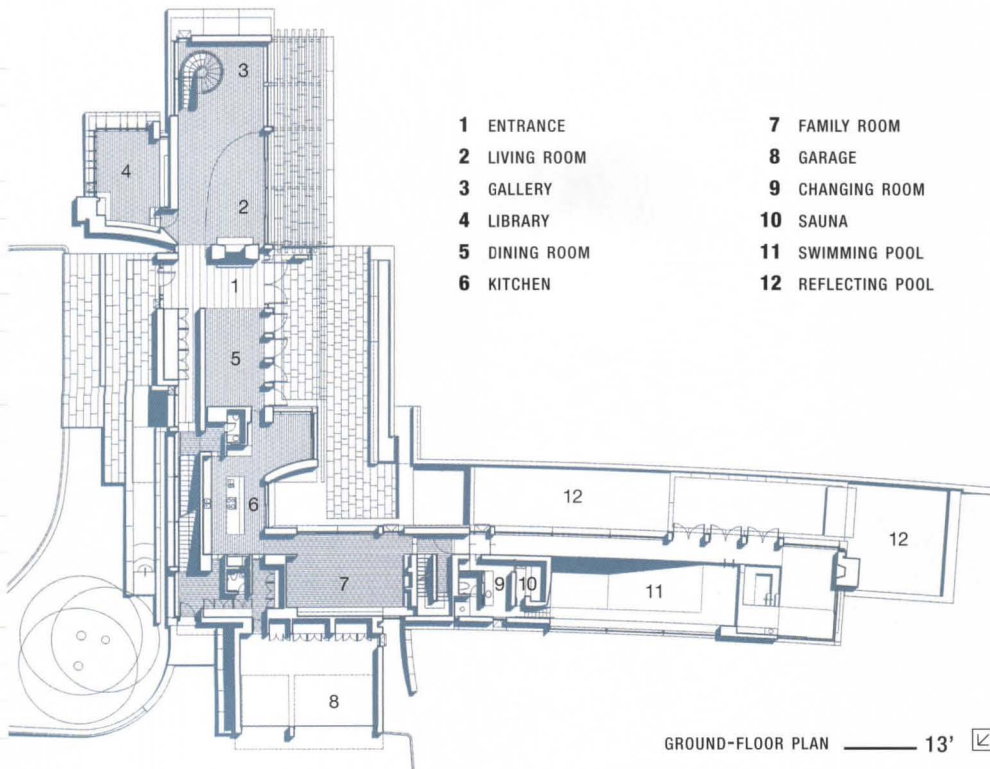 1 ENTRANCE
2 LIVING ROOM
3 GALLERY
4 LIBRARY
5 DINING ROOM
6 KITCHEN
7 FAMILY ROOM
8 GARAGE
9 CHANGING ROOM
10 SAUNA
11 SWIMMING POOL
12 REFLECTING POOL
3
4
2
1
5
6
12
12
7
9
10
11
8
GROUND-FLOOR PLAN 13'